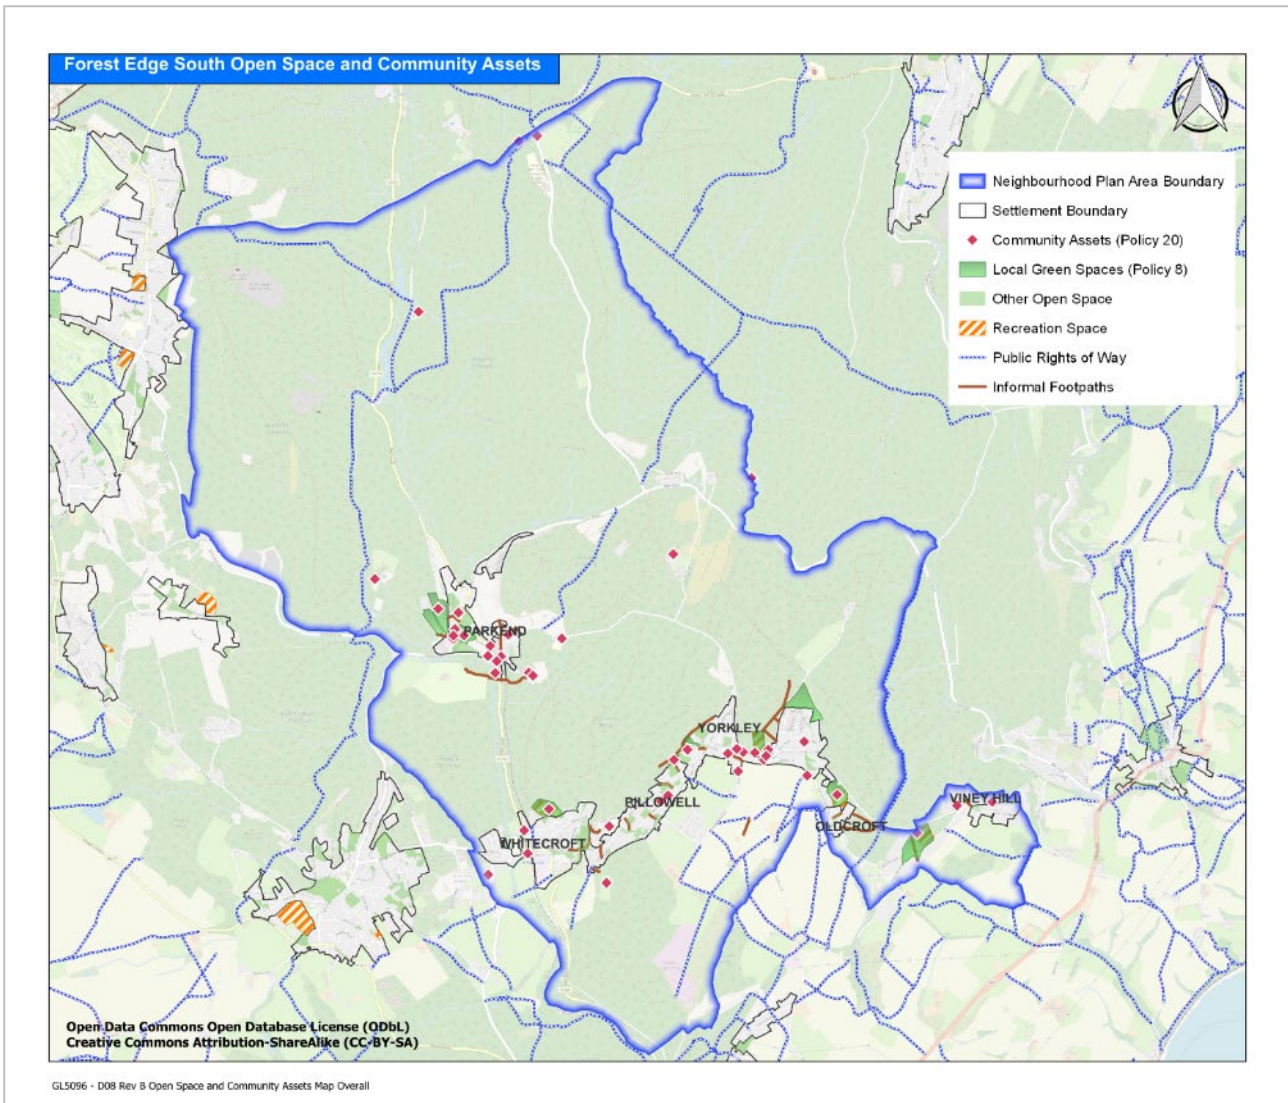 Forest Edge South Open Space and Community Assets
Neighbourhood Plan Area Boundary
Settlement Boundary
Community Assets (Policy 20)
Local Green Spaces (Policy 8)
Other Open Space
Recreation Space
Public Rights of Way
Informal Footpaths
PARKEND
YORKLEY
PILLOWELL
VINEY HILL
OLDCROFT
WHITECROFT
Open Data Commons Open Database License (ODbL)
Creative Commons Attribution-ShareAlike (CC-BY-SA)
GL5096 - D08 Rev B Open Space and Community Assets Map Overall